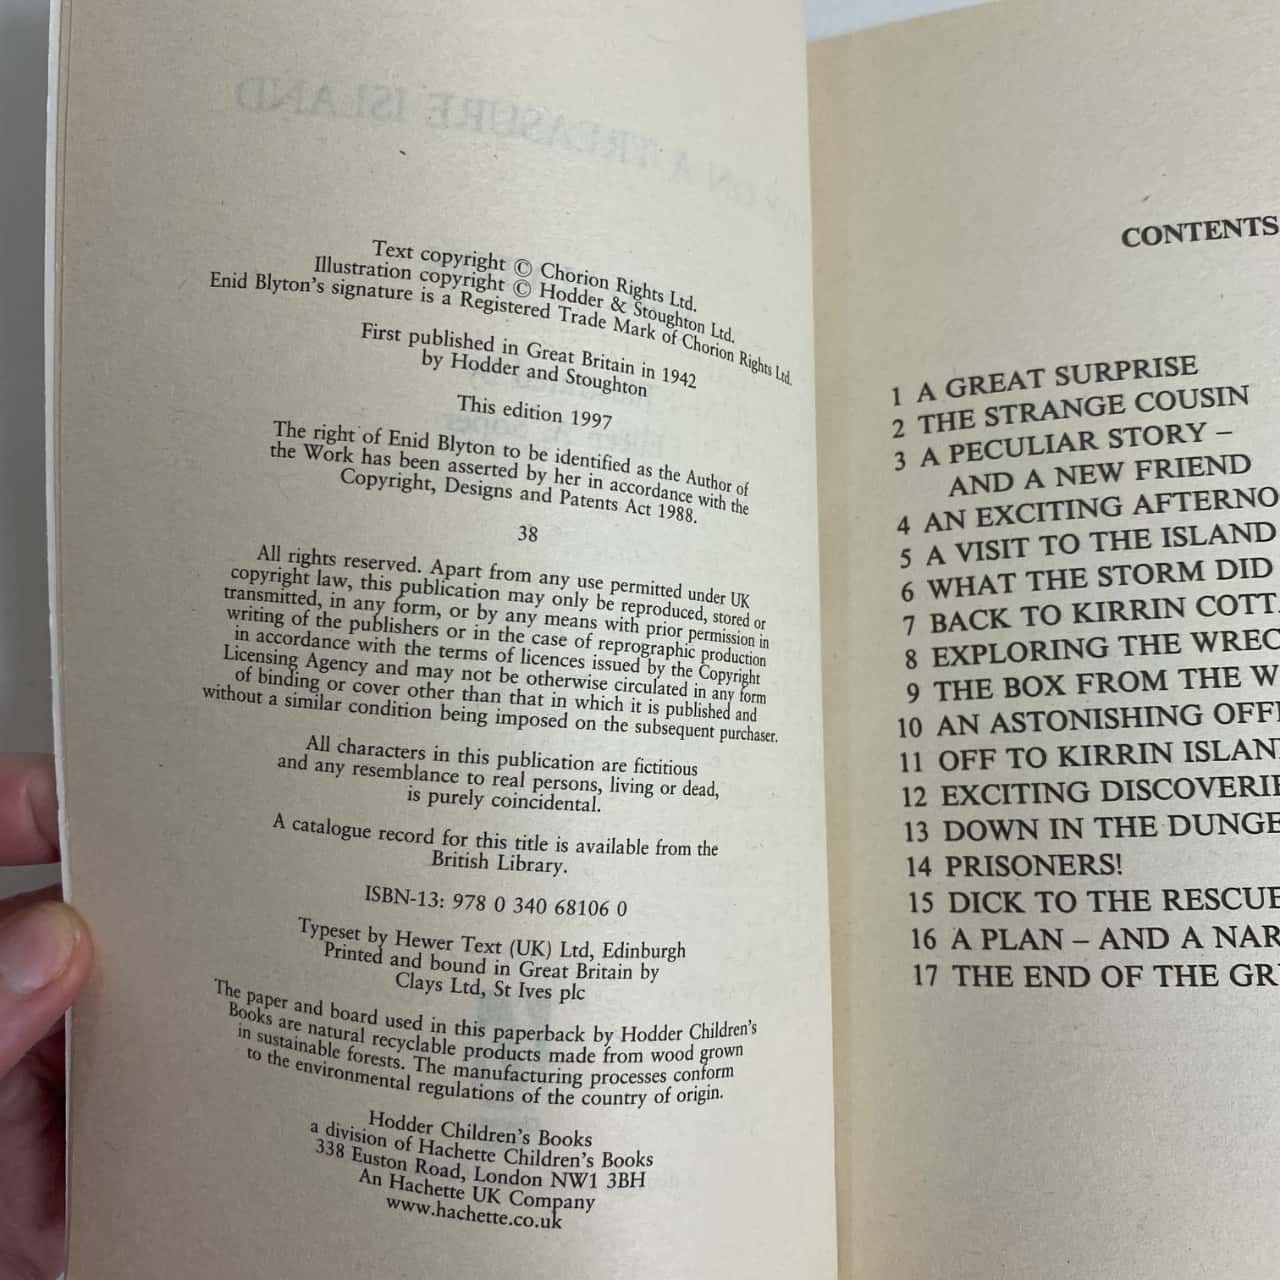 Text copyright © Chorion Rights Ltd.
Illustration copyright © Hodder & Stoughton Ltd.
Enid Blyton's signature is a Registered Trade Mark of Chorion Rights Ltd.
First published in Great Britain in 1942
by Hodder and Stoughton
This edition 1997
The right of Enid Blyton to be identified as the Author of
the Work has been asserted by her in accordance with the
Copyright, Designs and Patents Act 1988.
38
All rights reserved. Apart from any use permitted under UK
copyright law, this publication may only be reproduced, stored or
transmitted, in any form, or by any means with prior permission in
writing of the publishers or in the case of reprographic production
in accordance with the terms of licences issued by the Copyright
Licensing Agency and may not be otherwise circulated in any form
of binding or cover other than that in which it is published and
without a similar condition being imposed on the subsequent purchaser.
All characters in this publication are fictitious
and any resemblance to real persons, living or dead,
is purely coincidental.
A catalogue record for this title is available from the
British Library.
ISBN-13: 978 0 340 68106 0
Typeset by Hewer Text (UK) Ltd, Edinburgh
Printed and bound in Great Britain by
Clays Ltd, St Ives plc
The paper and board used in this paperback by Hodder Children's
Books are natural recyclable products made from wood grown
in sustainable forests. The manufacturing processes conform
to the environmental regulations of the country of origin.
Hodder Children's Books
a division of Hachette Children's Books
338 Euston Road, London NW1 3BH
An Hachette UK Company
www.hachette.co.uk
CONTENTS
1 A GREAT SURPRISE
2 THE STRANGE COUSIN
3 A PECULIAR STORY –
AND A NEW FRIEND
4 AN EXCITING AFTERNO
5 A VISIT TO THE ISLAND
6 WHAT THE STORM DID
7 BACK TO KIRRIN COTT
8 EXPLORING THE WREC
9 THE BOX FROM THE W
10 AN ASTONISHING OFF
11 OFF TO KIRRIN ISLAN
12 EXCITING DISCOVERI
13 DOWN IN THE DUNGE
14 PRISONERS!
15 DICK TO THE RESCUE
16 A PLAN – AND A NAR
17 THE END OF THE GR